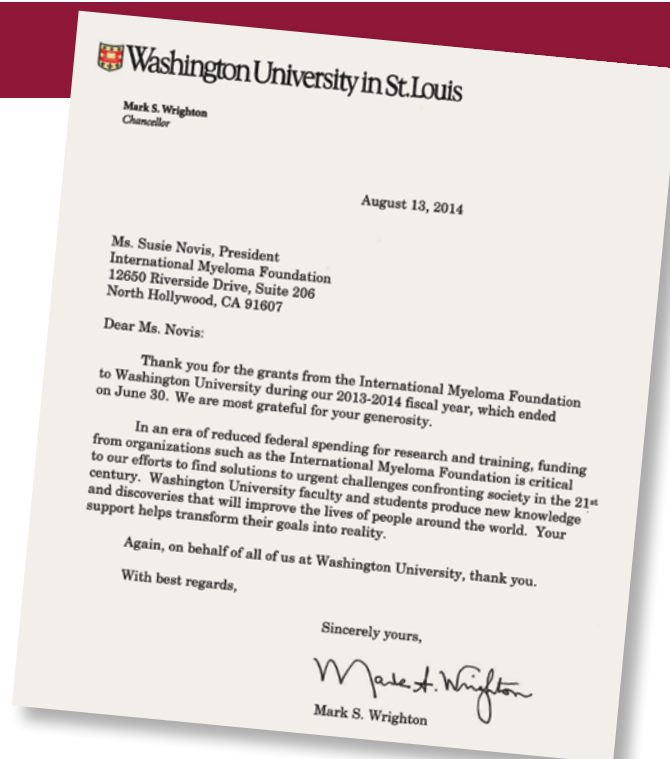 Washington University in St. Louis
Mark S. Wrighton
Chancellor
August 13, 2014
Ms. Susie Novis, President
International Myeloma Foundation
12650 Riverside Drive, Suite 206
North Hollywood, CA 91607
Dear Ms. Novis:
Thank you for the grants from the International Myeloma Foundation
to Washington University during our 2013-2014 fiscal year, which ended
on June 30. We are most grateful for your generosity.
In an era of reduced federal spending for research and training, funding
from organizations such as the International Myeloma Foundation is critical
to our efforts to find solutions to urgent challenges confronting society in the 21st
century. Washington University faculty and students produce new knowledge
and discoveries that will improve the lives of people around the world. Your
support helps transform their goals into reality.
Again, on behalf of all of us at Washington University, thank you.
With best regards,
Sincerely yours,
Mark S. Wrighton
Mark S. Wrighton